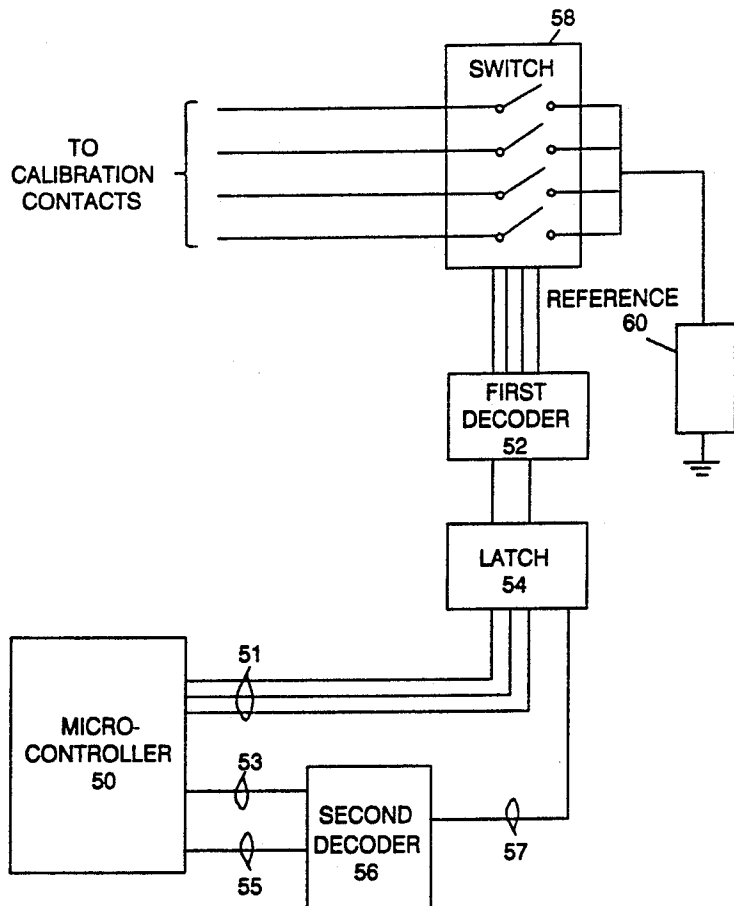 58
SWITCH
TO
CALIBRATION
CONTACTS
REFERENCE
60
FIRST
DECODER
52
LATCH
54
51
MICRO-
CONTROLLER
50
53
SECOND
DECODER
56
55
57